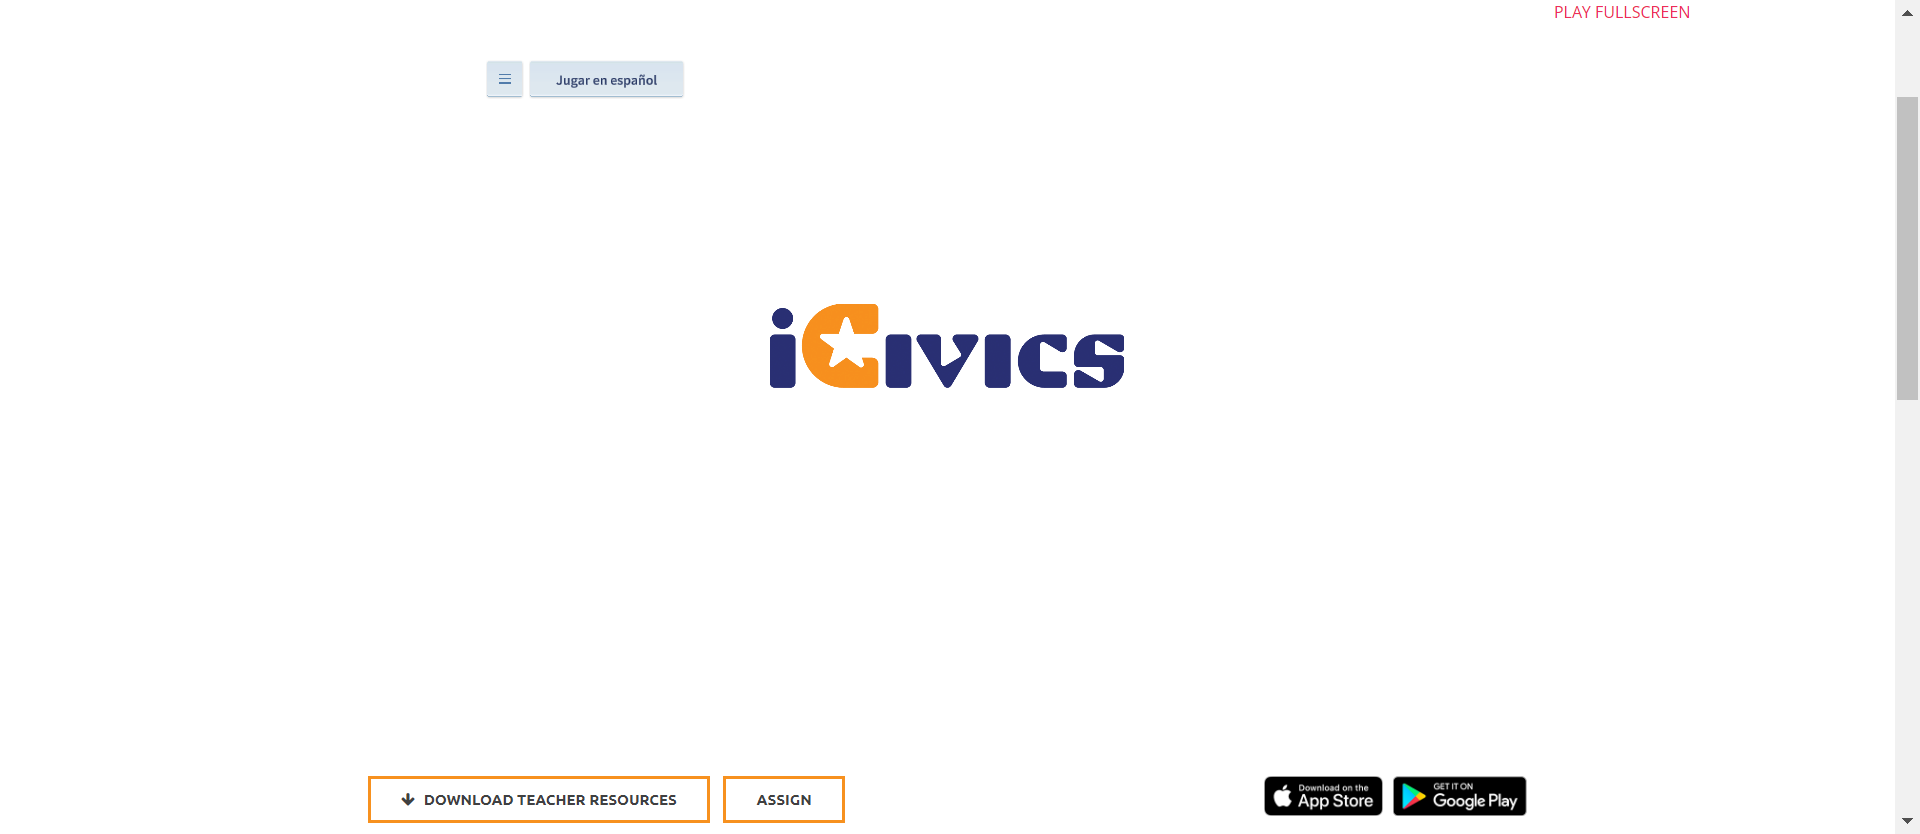 PLAY FULLSCREEN
Jugar en español
iCivics
DOWNLOAD TEACHER RESOURCES
ASSIGN
Download on the
App Store
GET IT ON
Google Play